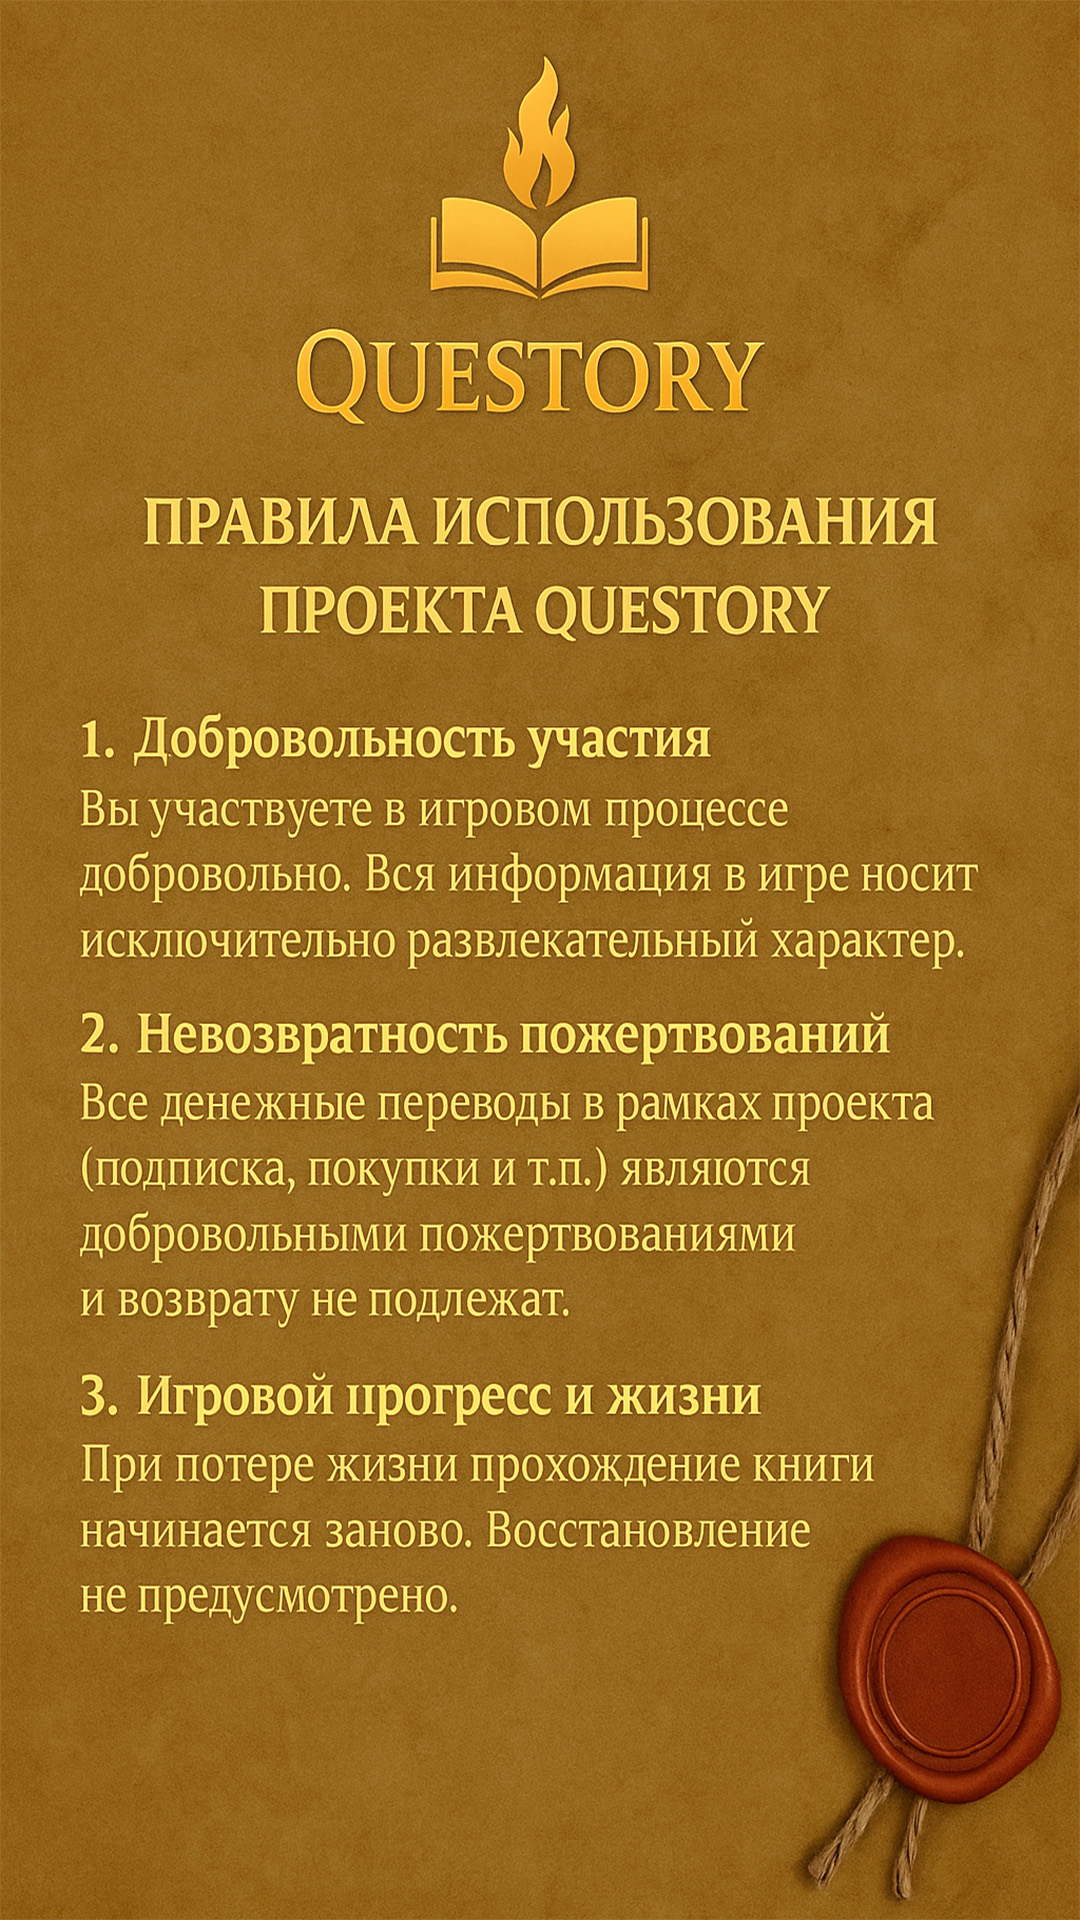 QUESTORY
ПРАВИЛА ИСПОЛЬЗОВАНИЯ
ПРОЕКТА QUESTORY
1. Добровольность участия
Вы участвуете в игровом процессе
добровольно. Вся информация в игре носит
исключительно развлекательный характер.
2. Невозвратность пожертвований
Все денежные переводы в рамках проекта
(подписка, покупки и т.п.) являются
добровольными пожертвованиями
и возврату не подлежат.
3. Игровой прогресс и жизни
При потере жизни прохождение книги
начинается заново. Восстановление
не предусмотрено.